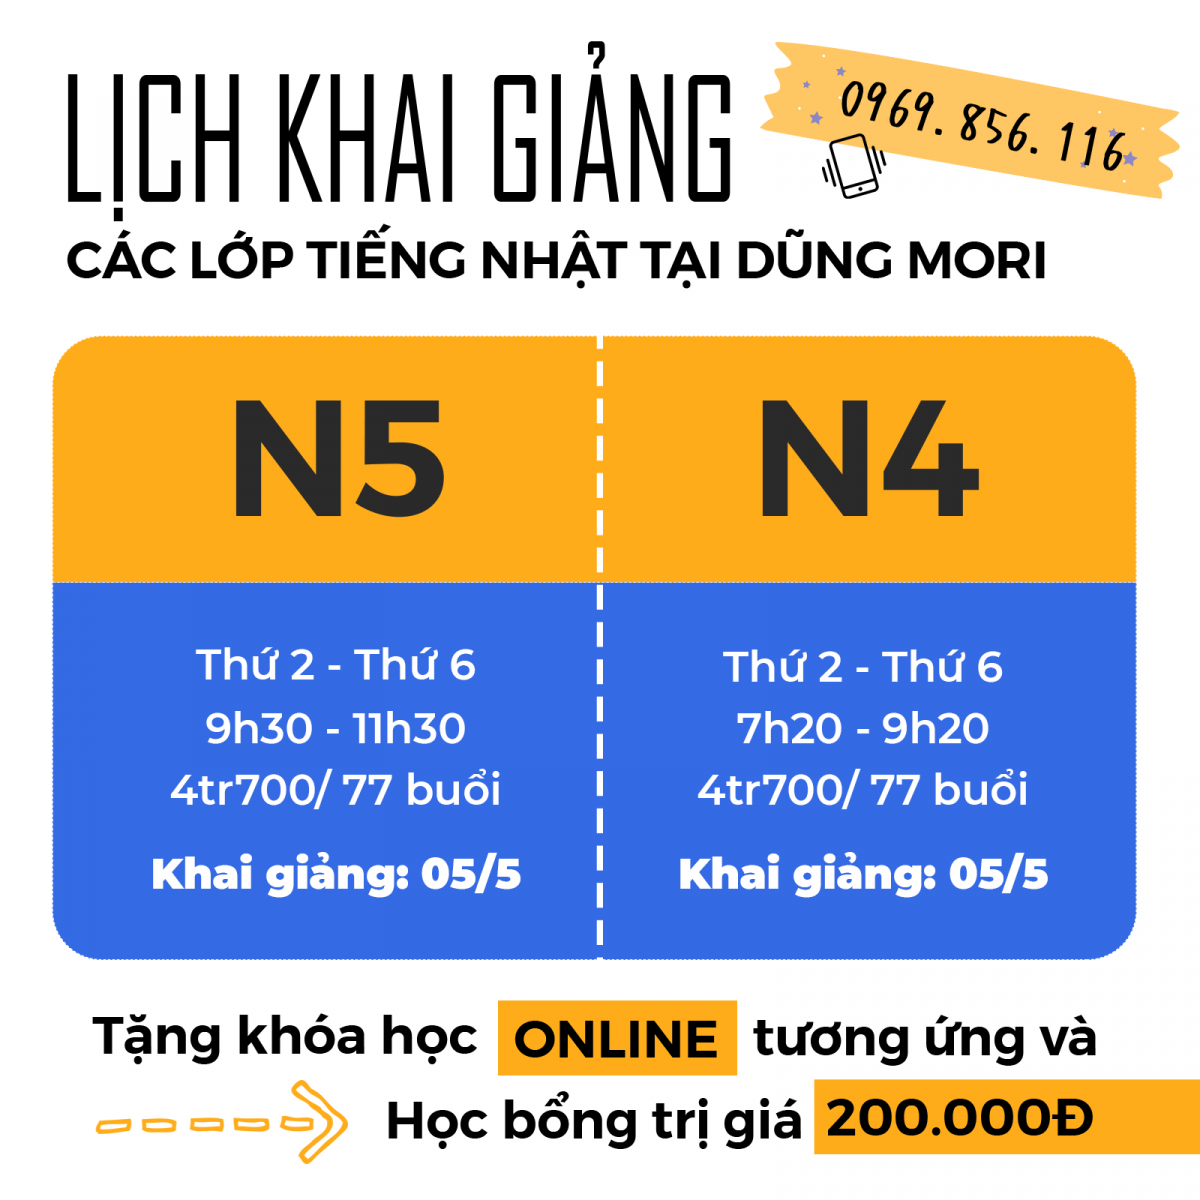 LỊCH KHAI GIẢNG
0969. 856. 116
CÁC LỚP TIẾNG NHẬT TẠI DŨNG MORI
N5
Thứ 2 - Thứ 6
9h30 - 11h30
4tr700/ 77 buổi
Khai giảng: 05/5
N4
Thứ 2 - Thứ 6
7h20 - 9h20
4tr700/ 77 buổi
Khai giảng: 05/5
Tặng khóa học ONLINE tương ứng và
Học bổng trị giá 200.000Đ